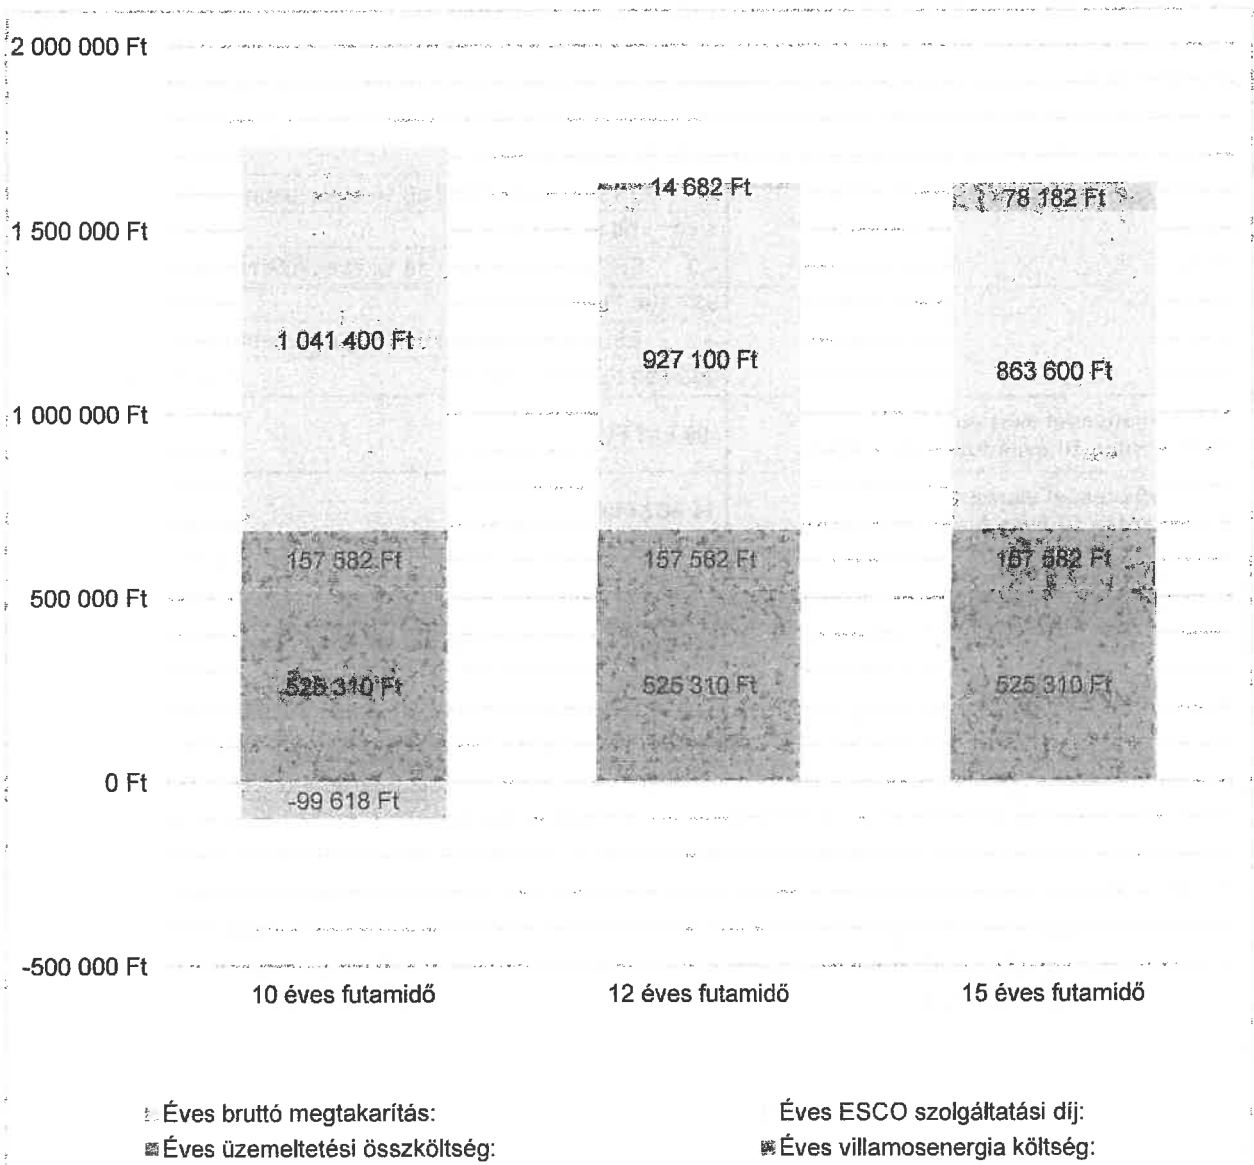 2 000 000 Ft
14 682 Ft
78 182 Ft
1 500 000 Ft
1 041 400 Ft
927 100 Ft
863 600 Ft
1 000 000 Ft
157 582 Ft
157 582 Ft
157 582 Ft
500 000 Ft
525 310 Ft
525 310 Ft
525 310 Ft
0 Ft
-99 618 Ft
-500 000 Ft
10 éves futamidő
12 éves futamidő
15 éves futamidő
Éves bruttó megtakarítás:
Éves ESCO szolgáltatási díj:
Éves üzemeltetési összköltség:
Éves villamosenergia költség: